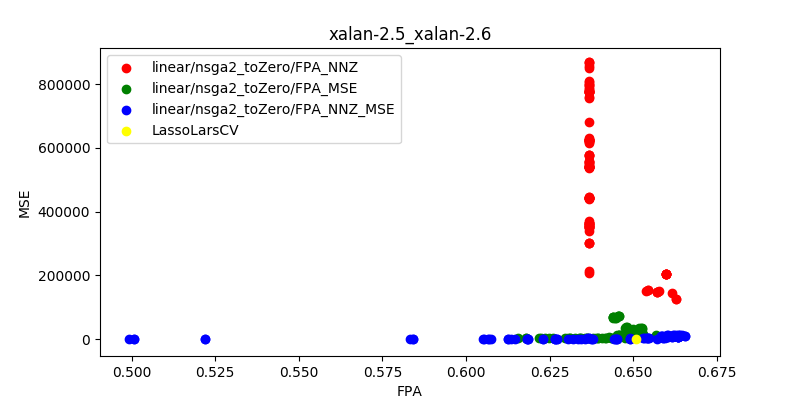 xalan-2.5_xalan-2.6
linear/nsga2_toZero/FPA_NNZ
linear/nsga2_toZero/FPA_MSE
linear/nsga2_toZero/FPA_NNZ_MSE
LassoLarsCV
MSE
800000
600000
400000
200000
0
0.500 0.525 0.550 0.575 0.600 0.625 0.650 0.675
FPA